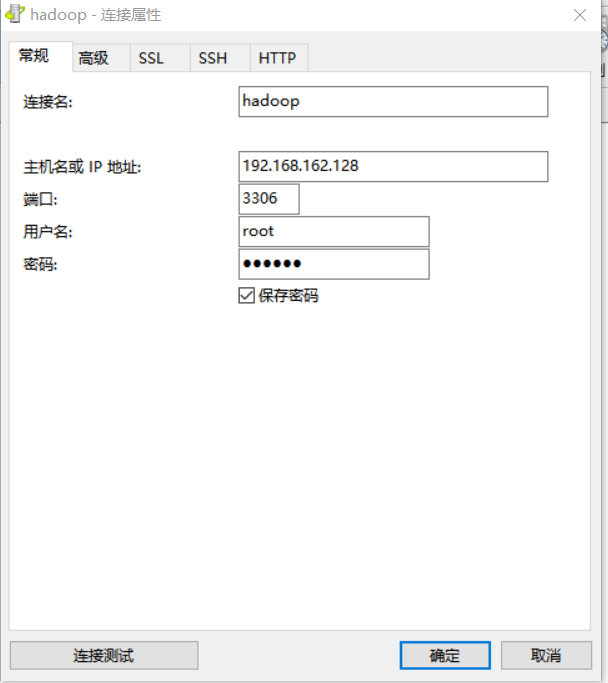 hadoop - 连接属性
常规 高级 SSL SSH HTTP
连接名: hadoop
主机名或 IP 地址: 192.168.162.128
端口: 3306
用户名: root
密码: ●●●●●●
保存密码
连接测试 确定 取消